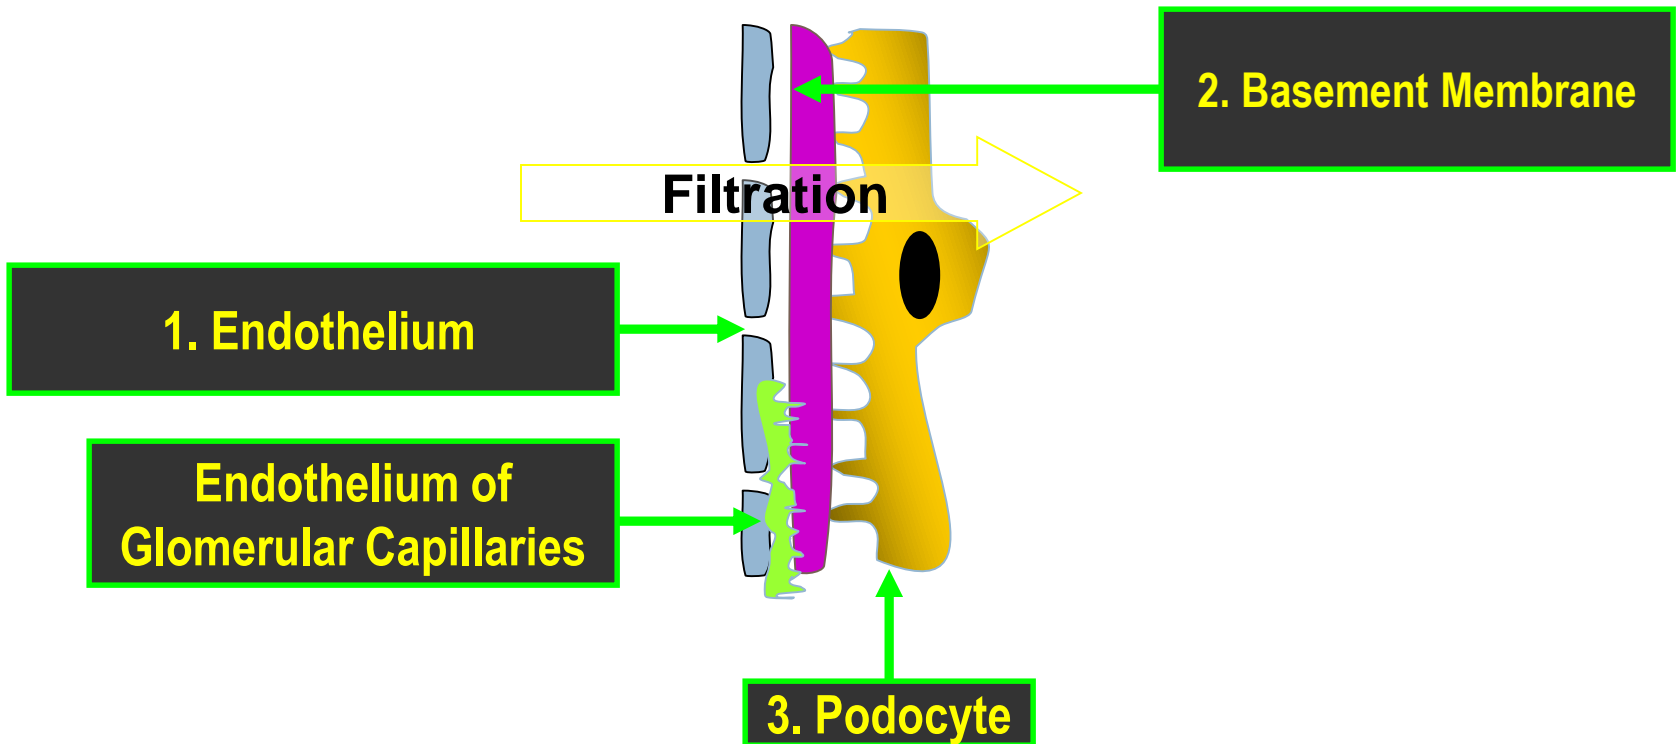 2. Basement Membrane
Filtration
1. Endothelium
Endothelium of
Glomerular Capillaries
3. Podocyte